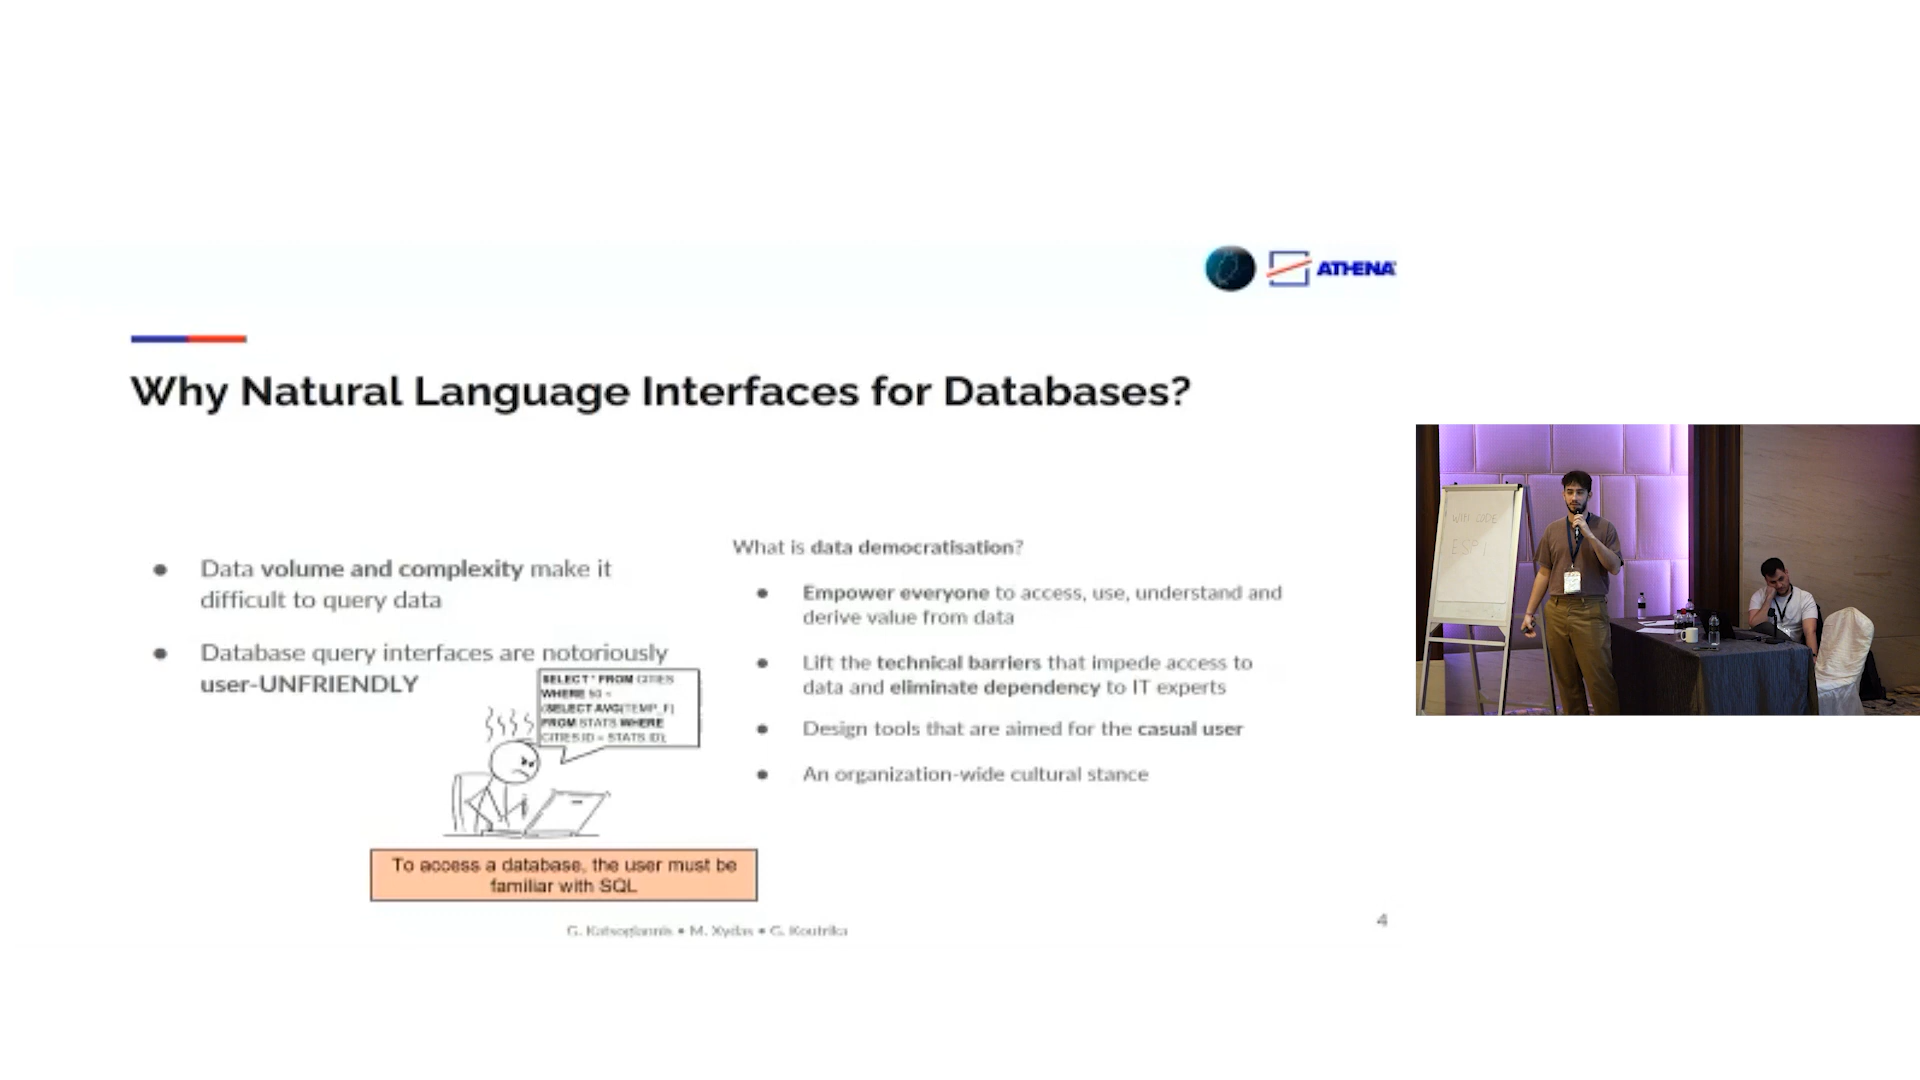 ATHENA
Why Natural Language Interfaces for Databases?
Data volume and complexity make it
difficult to query data
Database query interfaces are notoriously
user-UNFRIENDLY
SELECT * FROM CITIES
WHERE 50 <
(SELECT AVG(TEMP_F)
FROM STATS WHERE
CITIES.ID = STATS.ID);
To access a database, the user must be
familiar with SQL
What is data democratisation?
Empower everyone to access, use, understand and
derive value from data
Lift the technical barriers that impede access to
data and eliminate dependency to IT experts
Design tools that are aimed for the casual user
An organization-wide cultural stance
G. Katsogiannis • M. Xydas • G. Koutrika
4
WIFI CODE